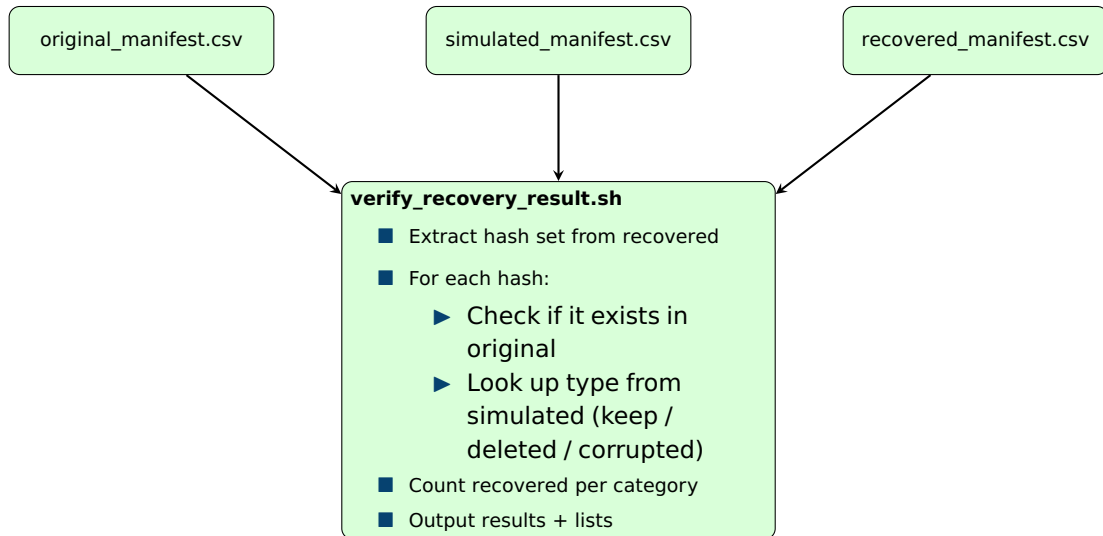 original_manifest.csv
simulated_manifest.csv
recovered_manifest.csv
verify_recovery_result.sh
Extract hash set from recovered
For each hash:
Check if it exists in
original
Look up type from
simulated (keep /
deleted / corrupted)
Count recovered per category
Output results + lists